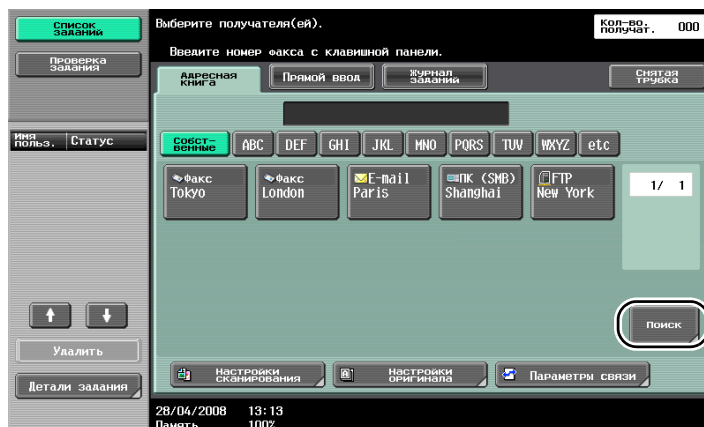 Список
заданий
Проверка
задания
Имя
польз.
Статус
Удалить
Детали задания
Выберите получателя(ей).
Введите номер факса с клавишной панели.
Кол-во.
получат.
000
Адресная
книга
Прямой ввод
Журнал
заданий
Снятая
трубка
Собст-
венные
ABC
DEF
GHI
JKL
MNO
PQRS
TUV
WXYZ
etc
Факс
Tokyo
Факс
London
E-mail
Paris
ПК (SMB)
Shanghai
FTP
New York
1/ 1
Поиск
Настройки
сканирования
Настройки
оригинала
Параметры связи
28/04/2008 13:13
Память 100%